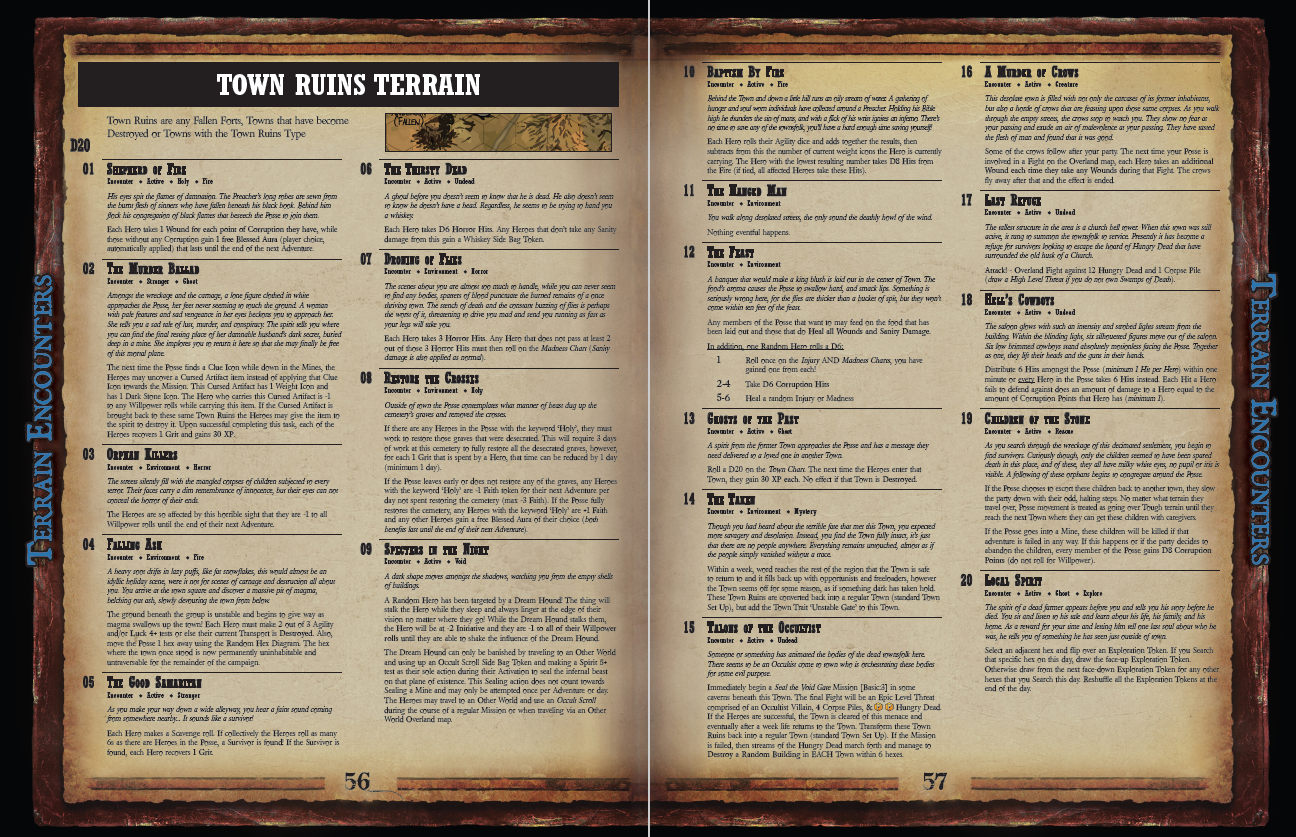 TOWN RUINS TERRAIN
Town Ruins are any Fallen Forts, Towns that have become
Destroyed or Towns with the Town Ruins Type
(FALLEN)
D20
01 SHEPHERD OF FIRE
Encounter ✦ Active ✦ Holy ✦ Fire
His eyes spit the flames of damnation. The Preacher's long robes are sewn from
the burnt flesh of sinners who have fallen beneath his black book. Behind him
flock his congregation of black flames that beseech the Posse to join them.
Each Hero takes 1 Wound for each point of Corruption they have, while
those without any Corruption gain 1 free Blessed Aura (player choice,
automatically applied) that lasts until the end of the next Adventure.
02 THE MURDER BALLAD
Encounter ✦ Stranger ✦ Ghost
Amongst the wreckage and the carnage, a lone figure clothed in white
approaches the Posse, her feet never seeming to touch the ground. A woman
with pale features and sad vengeance in her eyes beckons you to approach her.
She tells you a sad tale of lust, murder, and conspiracy. The spirit tells you where
you can find the final resting place of her damnable husband's dark secret, buried
deep in a mine. She implores you to return it here so that she may finally be free
of this mortal plane.
The next time the Posse finds a Clue Icon while down in the Mines, the
Heroes may uncover a Cursed Artifact item instead of applying that Clue
Icon towards the Mission. This Cursed Artifact has 1 Weight Icon and
has 1 Dark Stone Icon. The Hero who carries this Cursed Artifact is -1
to any Willpower rolls while carrying this item. If the Cursed Artifact is
brought back to these same Town Ruins the Heroes may give the item to
the spirit to destroy it. Upon successful completing this task, each of the
Heroes recovers 1 Grit and gains 30 XP.
03 ORPHAN KILLERS
Encounter ✦ Environment ✦ Horror
The streets silently fill with the mangled corpses of children subjected to every
terror. Their faces carry a dim remembrance of innocence, but their eyes can not
conceal the horror of their ends.
The Heroes are so affected by this horrible sight that they are -1 to all
Willpower rolls until the end of their next Adventure.
04 FALLING ASH
Encounter ✦ Environment ✦ Fire
A heavy soot drifts in lazy puffs, like fat snowflakes, this would almost be an
idyllic holiday scene, were it not for scenes of carnage and destruction all about
you. You arrive at the town square and discover a massive pit of magma,
belching out ash, slowly devouring the town from below.
The ground beneath the group is unstable and begins to give way as
magma swallows up the town! Each Hero must make 2 out of 3 Agility
and/or Luck 4+ tests or else their current Transport is Destroyed. Also,
move the Posse 1 hex away using the Random Hex Diagram. The hex
where the town once stood is now permanently uninhabitable and
untraversable for the remainder of the campaign.
05 THE GOOD SAMARITAN
Encounter ✦ Active ✦ Stranger
As you make your way down a wide alleyway, you hear a faint sound coming
from somewhere nearby... It sounds like a survivor!
Each Hero makes a Scavenge roll. If collectively the Heroes roll as many
6s as there are Heroes in the Posse, a Survivor is found! If the Survivor is
found, each Hero recovers 1 Grit.
06 THE THIRSTY DEAD
Encounter ✦ Active ✦ Undead
A ghoul before you doesn't seem to know that he is dead. He also doesn't seem
to know he doesn't have a head. Regardless, he seems to be trying to hand you
a whiskey.
Each Hero takes D6 Horror Hits. Any Heroes that don't take any Sanity
damage from this gain a Whiskey Side Bag Token.
07 DRONING OF FLIES
Encounter ✦ Environment ✦ Horror
The scenes about you are almost too much to handle, while you can never seem
to find any bodies, spatters of blood punctuate the burned remains of a once
thriving town. The stench of death and the constant buzzing of flies is perhaps
the worst of it, threatening to drive you mad and send you running as fast as
your legs will take you.
Each Hero takes 3 Horror Hits. Any Hero that does not pass at least 2
out of those 3 Horror Hits must then roll on the Madness Chart (Sanity
damage is also applied as normal).
08 RESTORE THE CROSSES
Encounter ✦ Environment ✦ Holy
Outside of town the Posse contemplates what manner of beast dug up the
cemetery's graves and removed the crosses.
If there are any Heroes in the Posse with the keyword 'Holy', they must
work to restore those graves that were desecrated. This will require 3 days
of work at this cemetery to fully restore all the desecrated graves, however,
for each 1 Grit that is spent by a Hero, that time can be reduced by 1 day
(minimum 1 day).
If the Posse leaves early or does not restore any of the graves, any Heroes
with the keyword 'Holy' are -1 Faith token for their next Adventure per
day not spent restoring the cemetery (max -3 Faith). If the Posse fully
restores the cemetery, any Heroes with the keyword 'Holy' are +1 Faith
and any other Heroes gain a free Blessed Aura of their choice (both
benefits last until the end of their next Adventure).
09 SPECTERS IN THE NIGHT
Encounter ✦ Active ✦ Void
A dark shape moves amongst the shadows, watching you from the empty shells
of buildings.
A Random Hero has been targeted by a Dream Hound! The thing will
stalk the Hero while they sleep and always linger at the edge of their
vision no matter where they go! While the Dream Hound stalks them,
the Hero will be at -2 Initiative and they are -1 to all of their Willpower
rolls until they are able to shake the influence of the Dream Hound.
The Dream Hound can only be banished by traveling to an Other World
and using up an Occult Scroll Side Bag Token and making a Spirit 5+
test as their sole action during their Activation to seal the infernal beast
on that plane of existence. This Sealing action does not count towards
Sealing a Mine and may only be attempted once per Adventure or day.
The Heroes may travel to an Other World and use an Occult Scroll
during the course of a regular Mission or when traveling via an Other
World Overland map.
TERRAIN ENCOUNTERS
56
10 BAPTISM BY FIRE
Encounter ✦ Active ✦ Fire
Behind the Town and down a little hill runs an oily stream of water. A gathering of
hungry and soul worn individuals have collected around a Preacher. Holding his Bible
high he thunders the sin of mans, and with a flick of his wrist ignites an inferno. There's
no time to save any of the townsfolk, you'll have a hard enough time saving yourself!
Each Hero rolls their Agility dice and adds together the results, then
subtracts from this the number of current weight icons the Hero is currently
carrying. The Hero with the lowest resulting number takes D8 Hits from
the Fire (if tied, all affected Heroes take these Hits).
11 THE HANGED MAN
Encounter ✦ Environment
You walk along desolated streets, the only sound the deathly howl of the wind.
Nothing eventful happens.
12 THE FEAST
Encounter ✦ Environment
A banquet that would make a king blush is laid out in the center of Town. The
food's aroma causes the Posse to swallow hard, and smack lips. Something is
seriously wrong here, for the flies are thicker than a bucket of spit, but they won't
come within ten feet of the feast.
Any members of the Posse that want to may feed on the food that has
been laid out and those that do Heal all Wounds and Sanity Damage.
In addition, one Random Hero rolls a D6:
1 Roll once on the Injury AND Madness Charts, you have
gained one from each!
2-4 Take D6 Corruption Hits
5-6 Heal a random Injury or Madness
13 GHOSTS OF THE PAST
Encounter ✦ Active ✦ Ghost
A spirit from the former Town approaches the Posse and has a message they
need delivered to a loved one in another Town.
Roll a D20 on the Town Chart. The next time the Heroes enter that
Town, they gain 30 XP each. No effect if that Town is Destroyed.
14 THE TAKEN
Encounter ✦ Environment ✦ Mystery
Though you had heard about the terrible fate that met this Town, you expected
more savagery and desolation. Instead, you find the Town fully intact, it's just
that there are no people anywhere. Everything remains untouched, almost as if
the people simply vanished without a trace.
Within a week, word reaches the rest of the region that the Town is safe
to return to and it fills back up with opportunists and freeloaders, however
the Town seems off for some reason, as if something dark has taken hold.
These Town Ruins are converted back into a regular Town (standard Town
Set Up), but add the Town Trait 'Unstable Gate' to this Town.
15 TALONS OF THE OCCULTIST
Encounter ✦ Active ✦ Undead
Someone or something has animated the bodies of the dead townsfolk here.
There seems to be an Occultist come to town who is orchestrating these bodies
for some evil purpose.
Immediately begin a Seal the Void Gate Mission [Basic:3] in some
caverns beneath this Town. The final Fight will be an Epic Level Threat
comprised of an Occultist Villain, 4 Corpse Piles, & Hungry Dead.
If the Heroes are successful, the Town is cleared of this menace and
eventually after a week life returns to the Town. Transform these Town
Ruins back into a regular Town (standard Town Set Up). If the Mission
is failed, then streams of the Hungry Dead march forth and manage to
Destroy a Random Building in EACH Town within 6 hexes.
16 A MURDER OF CROWS
Encounter ✦ Active ✦ Creature
This desolate town is filled with not only the carcasses of its former inhabitants,
but also a horde of crows that are feasting upon those same corpses. As you walk
through the empty streets, the crows stop to watch you. They show no fear at
your passing and exude an air of malevolence at your passing. They have tasted
the flesh of man and found that it was good.
Some of the crows follow after your party. The next time your Posse is
involved in a Fight on the Overland map, each Hero takes an additional
Wound each time they take any Wounds during that Fight. The crows
fly away after that and the effect is ended.
17 LAST REFUGE
Encounter ✦ Active ✦ Undead
The tallest structure in the area is a church bell tower. When this town was still
active, it rang to summon the townsfolk to service. Presently it has become a
refuge for survivors looking to escape the hoard of Hungry Dead that have
surrounded the old husk of a Church.
Attack! - Overland Fight against 12 Hungry Dead and 1 Corpse Pile
(draw a High Level Threat if you do not own Swamps of Death).
18 HELL'S COWBOYS
Encounter ✦ Active ✦ Undead
The saloon glows with such an intensity and strobed lights stream from the
building. Within the blinding light, six silhouetted figures move out of the saloon.
Six low brimmed cowboys stand absolutely motionless facing the Posse. Together
as one, they lift their heads and the guns in their hands.
Distribute 6 Hits amongst the Posse (minimum 1 Hit per Hero) within one
minute or every Hero in the Posse takes 6 Hits instead. Each Hit a Hero
fails to defend against does an amount of damage to a Hero equal to the
amount of Corruption Points that Hero has (minimum 1).
19 CHILDREN OF THE STONE
Encounter ✦ Active ✦ Rescue
As you search through the wreckage of this decimated settlement, you begin to
find survivors. Curiously though, only the children seemed to have been spared
death in this place, and of these, they all have milky white eyes, no pupil or iris is
visible. A following of these orphans begins to congregate around the Posse.
If the Posse chooses to escort these children back to another town, they slow
the party down with their odd, halting steps. No matter what terrain they
travel over, Posse movement is treated as going over Tough terrain until they
reach the next Town where they can get these children with caregivers.
If the Posse goes into a Mine, these children will be killed if that
adventure is failed in any way. If this happens or if the party decides to
abandon the children, every member of the Posse gains D8 Corruption
Points (do not roll for Willpower).
20 LOCAL SPIRIT
Encounter ✦ Active ✦ Ghost ✦ Explore
The spirit of a dead farmer appears before you and tells you his story before he
died. You sit and listen to his tale and learn about his life, his family, and his
home. As a reward for your time and letting him tell one last soul about who he
was, he tells you of something he has seen just outside of town.
Select an adjacent hex and flip over an Exploration Token. If you Search
that specific hex on this day, draw the face-up Exploration Token.
Otherwise draw from the next face-down Exploration Token for any other
hexes that you Search this day. Reshuffle all the Exploration Tokens at the
end of the day.
TERRAIN ENCOUNTERS
57